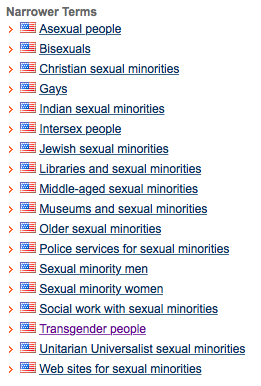 Narrower Terms
Asexual people
Bisexuals
Christian sexual minorities
Gays
Indian sexual minorities
Intersex people
Jewish sexual minorities
Libraries and sexual minorities
Middle-aged sexual minorities
Museums and sexual minorities
Older sexual minorities
Police services for sexual minorities
Sexual minority men
Sexual minority women
Social work with sexual minorities
Transgender people
Unitarian Universalist sexual minorities
Web sites for sexual minorities